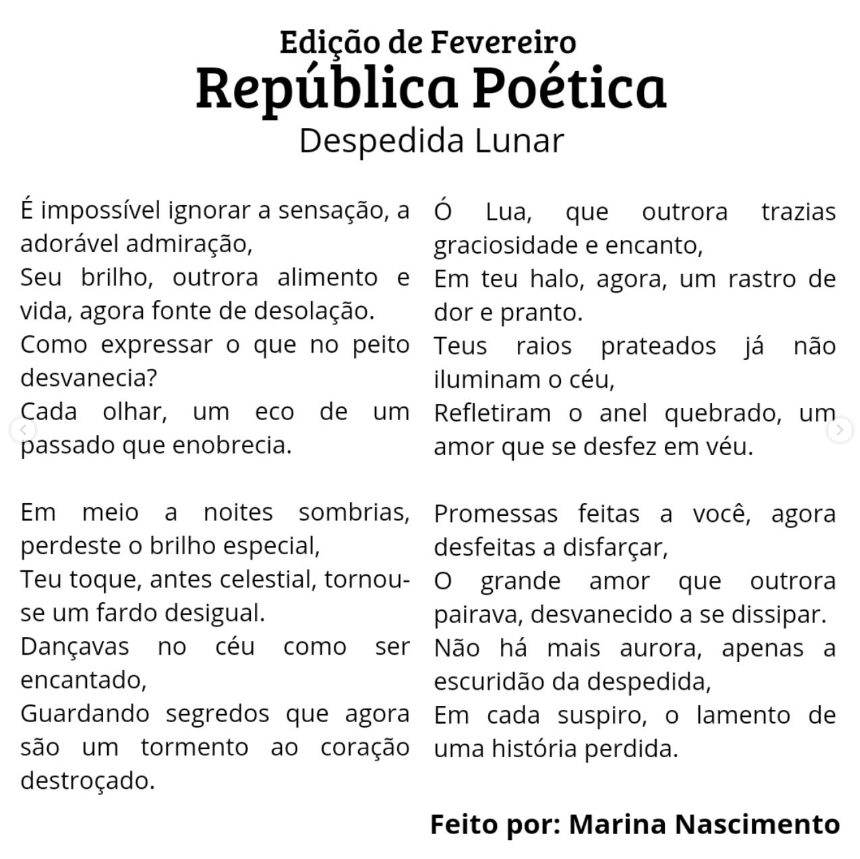 Edição de Fevereiro
República Poética
Despedida Lunar
É impossível ignorar a sensação, a
adorável admiração,
Seu brilho, outrora alimento e
vida, agora fonte de desolação.
Como expressar o que no peito
desvanecia?
Cada olhar, um eco de um
passado que enobrecia.
Em meio a noites sombrias,
perdeste o brilho especial,
Teu toque, antes celestial, tornou-
se um fardo desigual.
Dançavas no céu como ser
encantado,
Guardando segredos que agora
são um tormento ao coração
destroçado.
Ó Lua, que outrora trazias
graciosidade e encanto,
Em teu halo, agora, um rastro de
dor e pranto.
Teus raios prateados já não
iluminam o céu,
Refletiram o anel quebrado, um
amor que se desfez em véu.
Promessas feitas a você, agora
desfeitas a disfarçar,
O grande amor que outrora
pairava, desvanecido a se dissipar.
Não há mais aurora, apenas a
escuridão da despedida,
Em cada suspiro, o lamento de
uma história perdida.
Feito por: Marina Nascimento